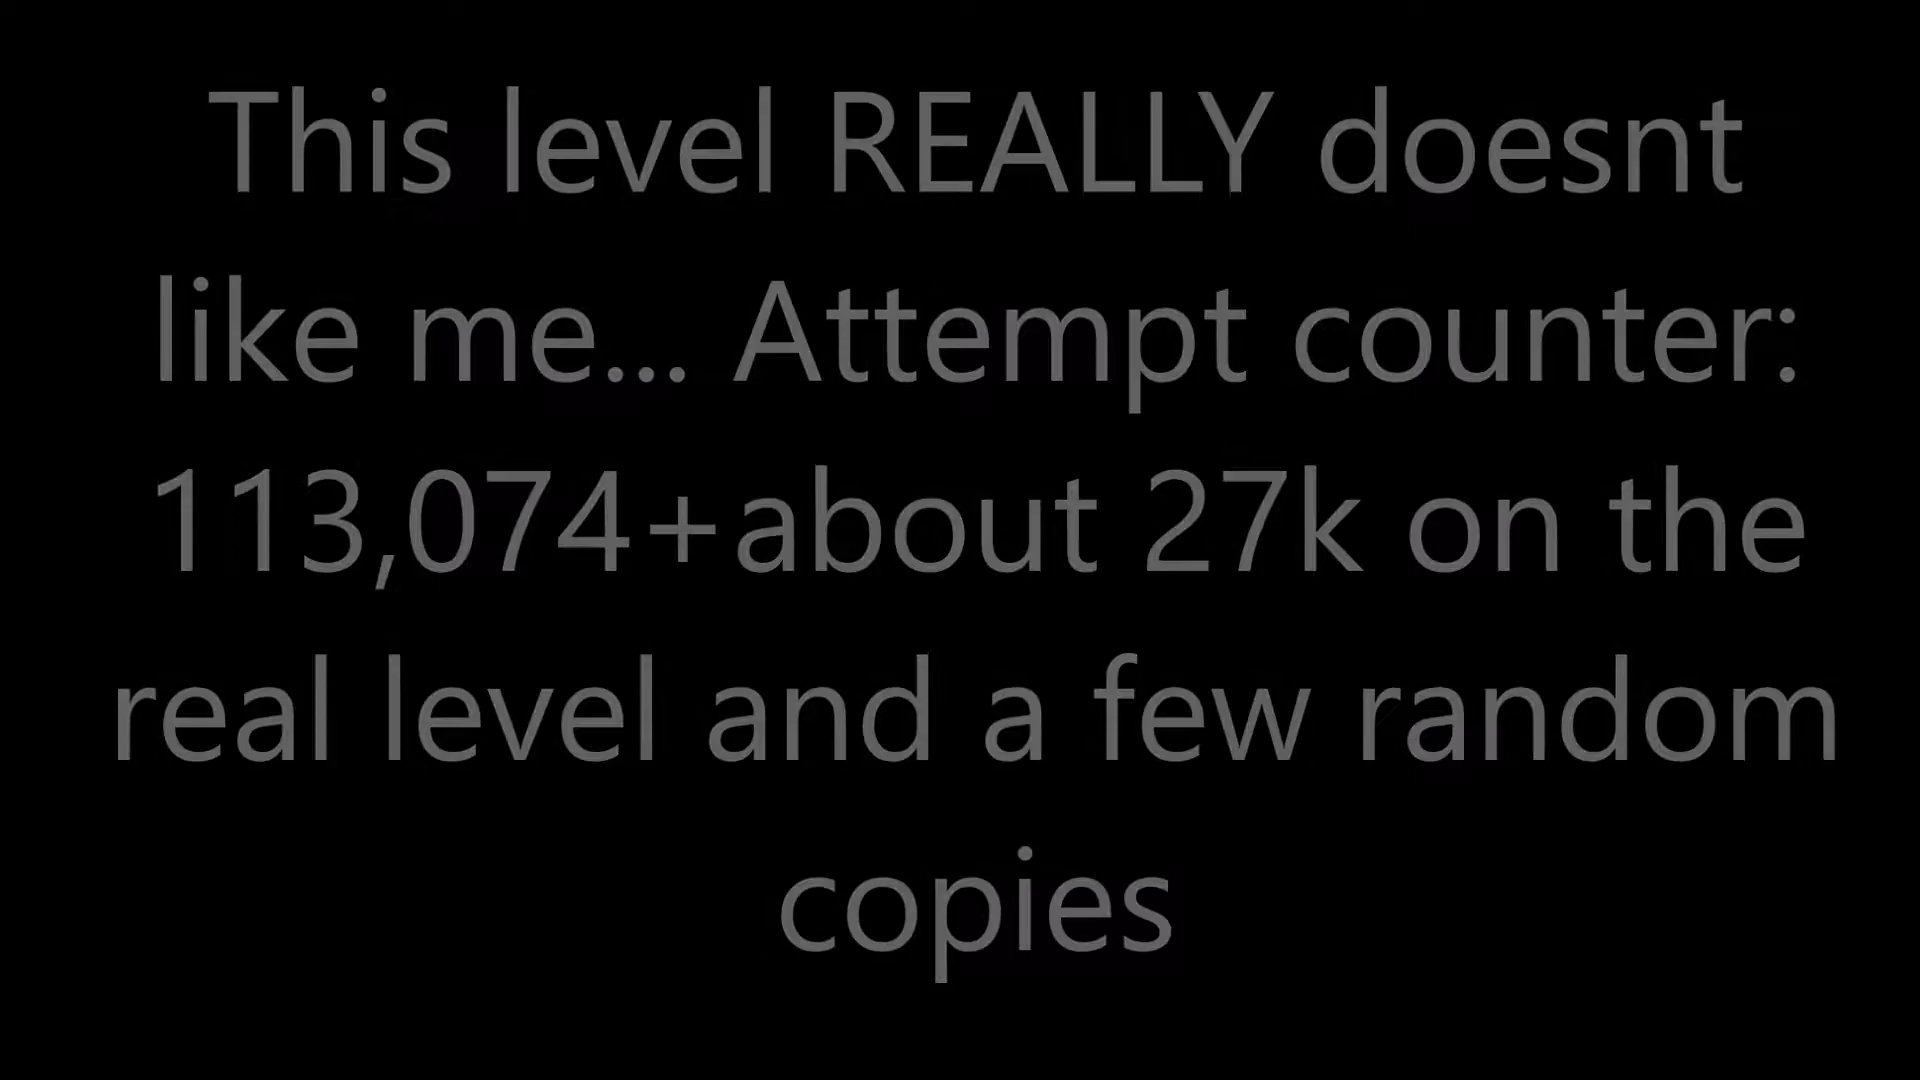 This level REALLY doesnt
like me... Attempt counter:
113,074+about 27k on the
real level and a few random
copies